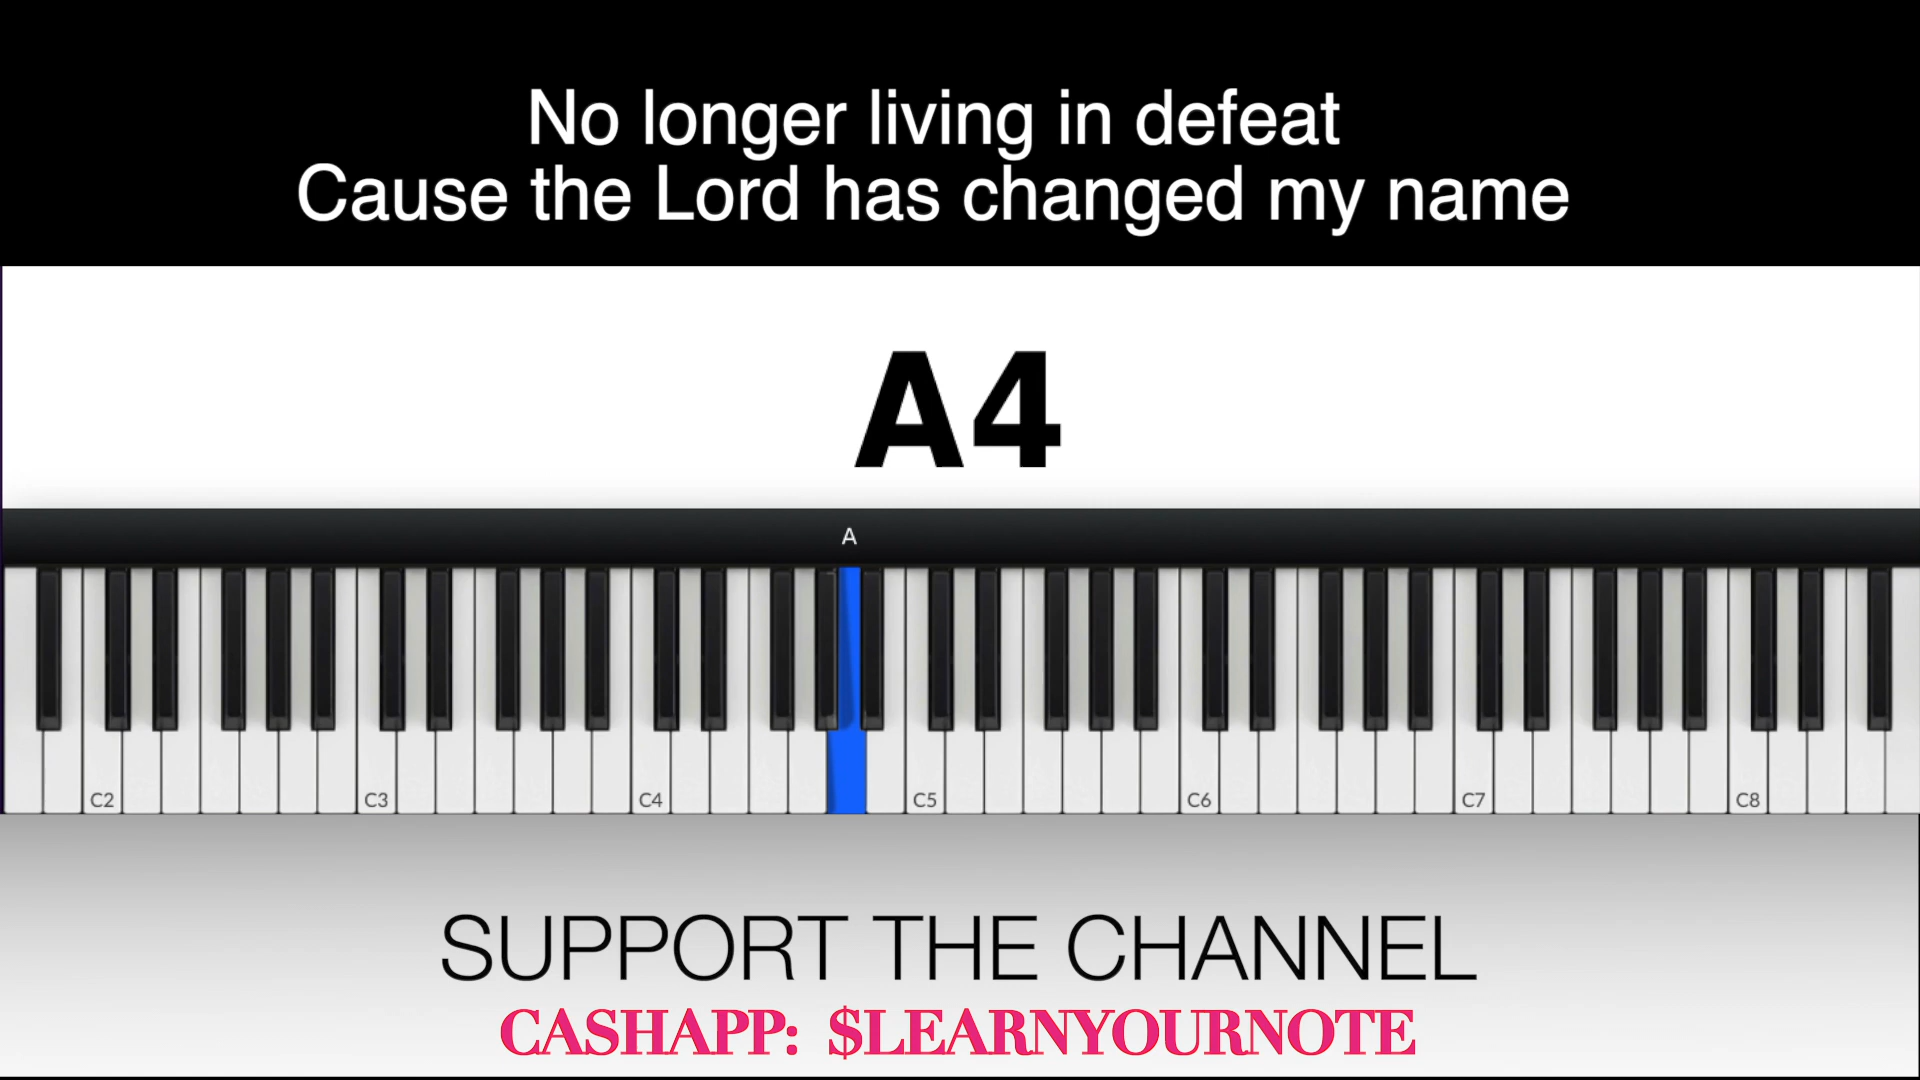 No longer living in defeat
Cause the Lord has changed my name
A4
A
C2 C3 C4 C5 C6 C7 C8
SUPPORT THE CHANNEL
CASHAPP: $LEARNYOURNOTE